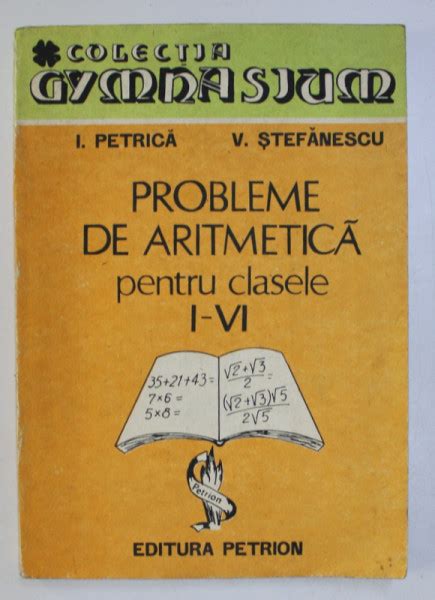 COLECȚIA
GYMNASIUM
I. PETRICĂ V. ȘTEFĂNESCU
PROBLEME
DE ARITMETICĂ
pentru clasele
I-VI
35+21+43=
7×6=
5×8=
√2+√3/2=
(√2+√3)√5/2√5
Petrion
EDITURA PETRION